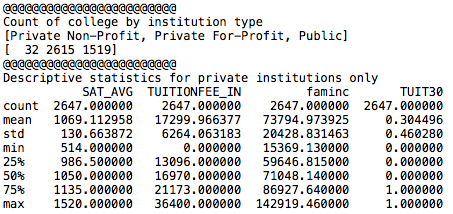 @@@@@@@@@@@@@@@@@@@@@@@@
Count of college by institution type
[Private Non-Profit, Private For-Profit, Public]
[  32 2615 1519]
@@@@@@@@@@@@@@@@@@@@@@@@
Descriptive statistics for private institutions only
SAT_AVG TUITIONFEE_IN faminc TUIT30
count 2647.000000 2647.000000 2647.000000 2647.000000
mean 1069.112958 17299.966377 73794.973925 0.304496
std 130.663872 6264.063183 20428.831463 0.460280
min 514.000000 0.000000 15369.130000 0.000000
25% 986.500000 13096.000000 59646.815000 0.000000
50% 1050.000000 16970.000000 71048.140000 0.000000
75% 1135.000000 21173.000000 86927.640000 1.000000
max 1520.000000 36400.000000 142919.460000 1.000000